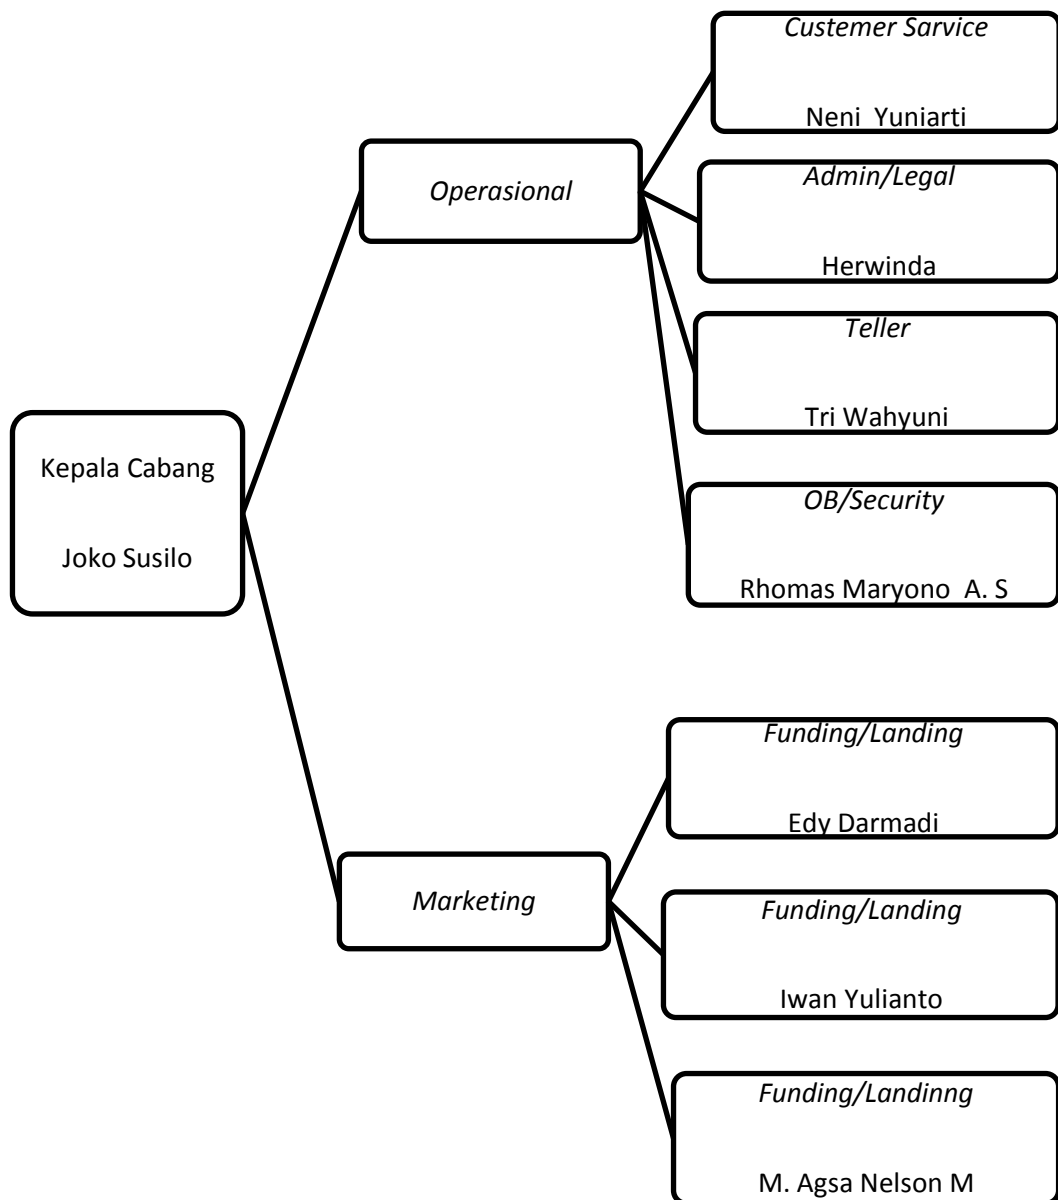 Kepala Cabang
Joko Susilo
Operasional
Custemer Sarvice
Neni Yuniarti
Admin/Legal
Herwinda
Teller
Tri Wahyuni
OB/Security
Rhomas Maryono A. S
Marketing
Funding/Landing
Edy Darmadi
Funding/Landing
Iwan Yulianto
Funding/Landinng
M. Agsa Nelson M